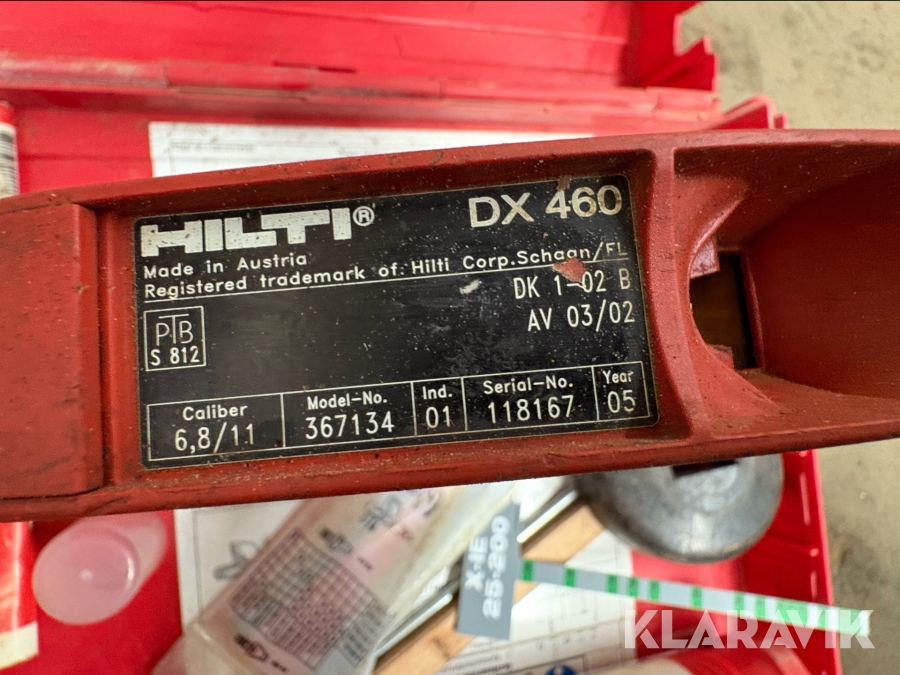 HILTI® DX 460
Made in Austria
Registered trademark of Hilti Corp. Schaan/FL
DK 1-02 B
AV 03/02
PTB
S 812
Caliber Model-No. Ind. Serial-No. Year
6,8/11 367134 01 118167 05
X-IE
25-200
KLARAVIK